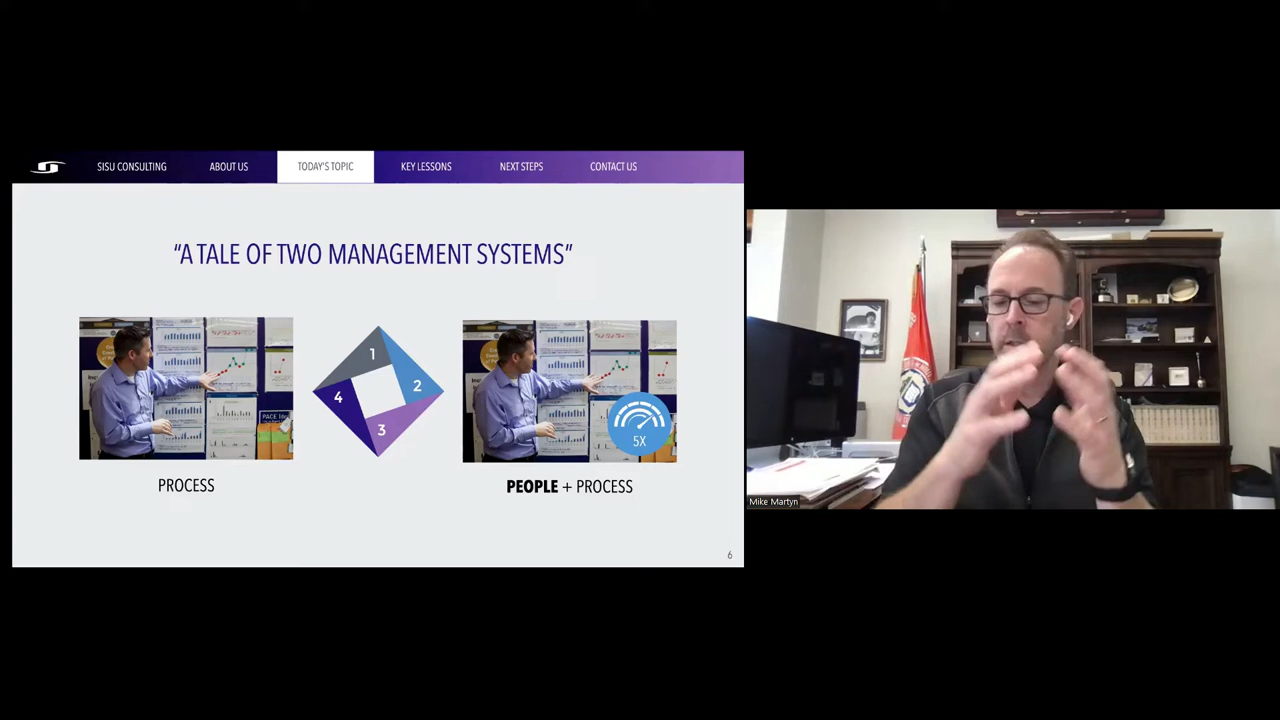 SISU CONSULTING
ABOUT US
TODAY'S TOPIC
KEY LESSONS
NEXT STEPS
CONTACT US
“A TALE OF TWO MANAGEMENT SYSTEMS”
1
2
3
4
5X
PROCESS
PEOPLE + PROCESS
6
Mike Martyn